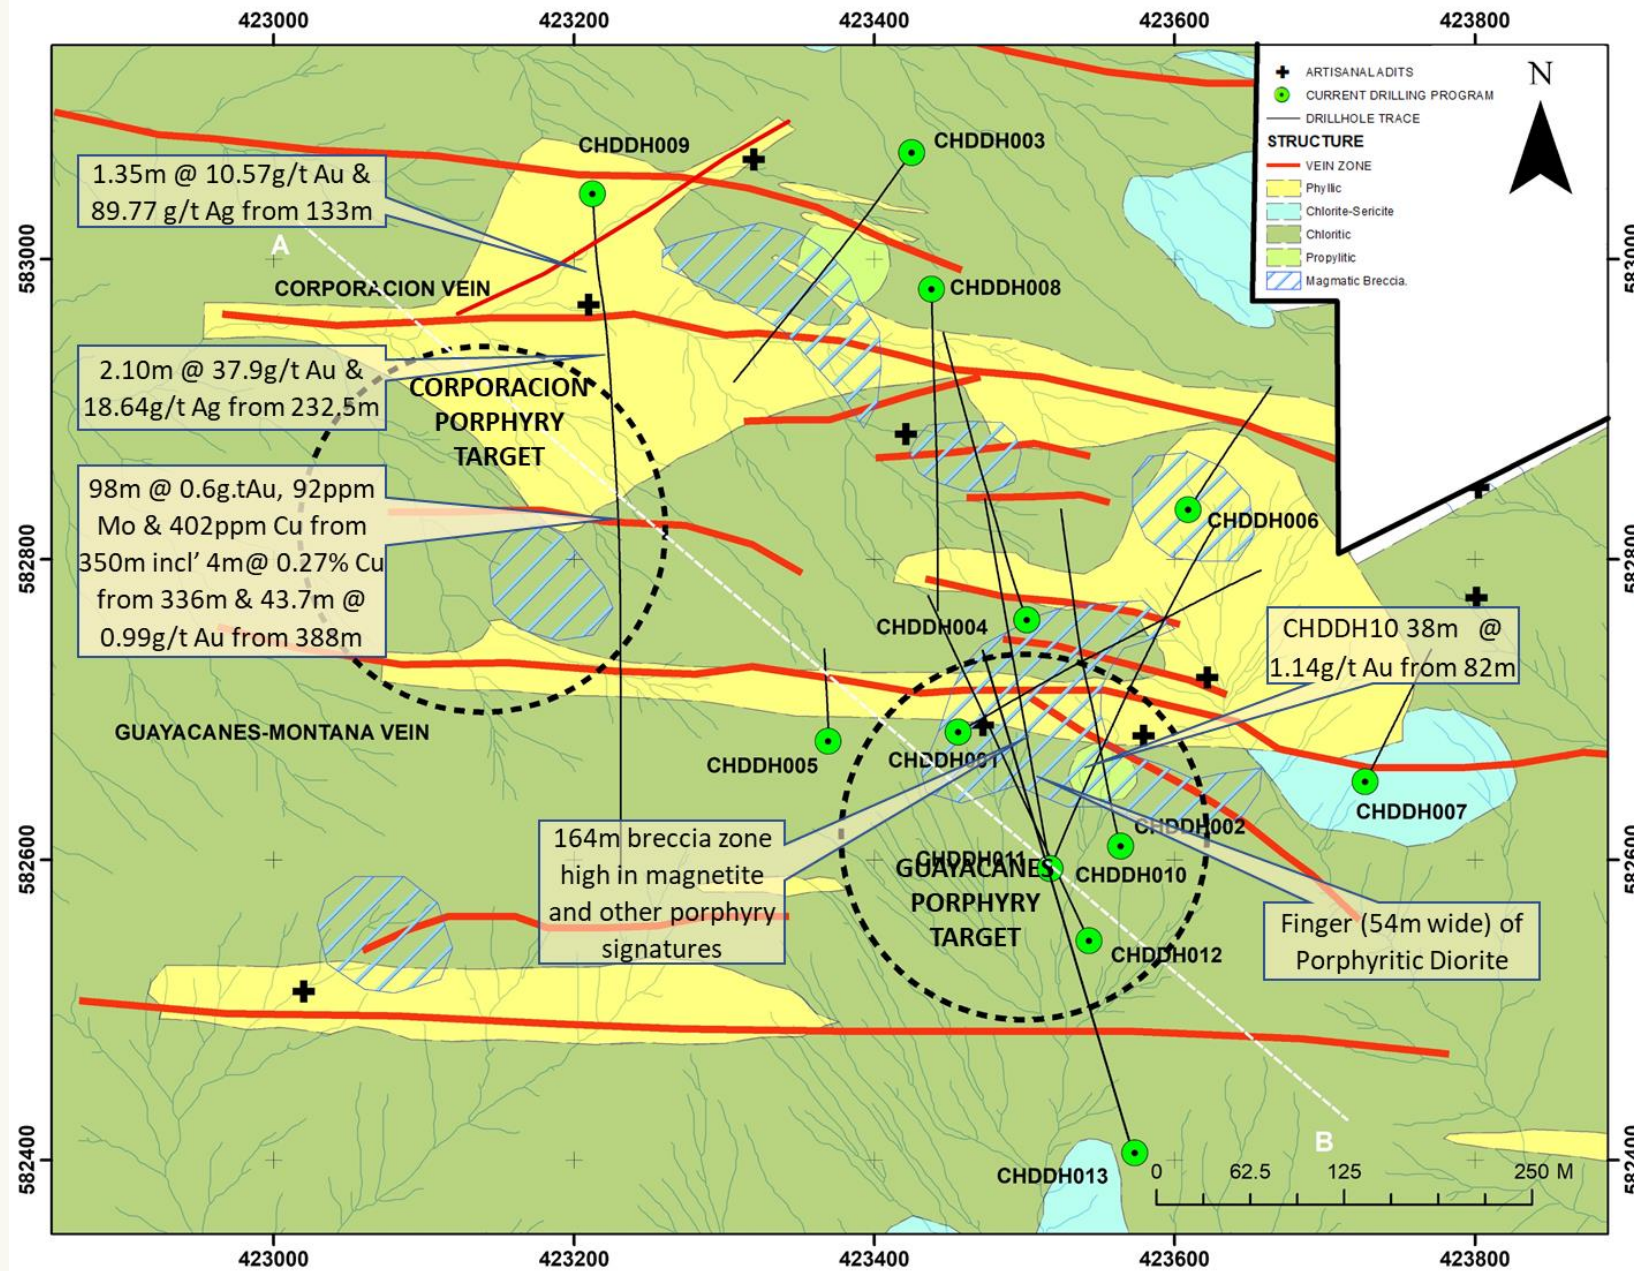 423000
423200
423400
423600
423800
ARTISANAL ADITS
CURRENT DRILLING PROGRAM
DRILLHOLE TRACE
STRUCTURE
VEIN ZONE
Phyllic
Chlorite-Sericite
Chloritic
Propylitic
Magmatic Breccia.
N
CHDDH009
CHDDH003
1.35m @ 10.57g/t Au &
89.77 g/t Ag from 133m
A
583000
583000
CORPORACION VEIN
CHDDH008
2.10m @ 37.9g/t Au &
18.64g/t Ag from 232.5m
CORPORACION
PORPHYRY
TARGET
98m @ 0.6g.tAu, 92ppm
Mo & 402ppm Cu from
350m incl’ 4m@ 0.27% Cu
from 336m & 43.7m @
0.99g/t Au from 388m
CHDDH006
582800
582800
CHDDH004
CHDDH10 38m @
1.14g/t Au from 82m
GUAYACANES-MONTANA VEIN
CHDDH005
CHDDH001
CHDDH007
CHDDH002
164m breccia zone
high in magnetite
and other porphyry
signatures
582600
582600
CHDDH011
CHDDH010
GUAYACANES
PORPHYRY
TARGET
Finger (54m wide) of
Porphyritic Diorite
CHDDH012
B
582400
582400
CHDDH013
0 62.5 125 250 M
423000
423200
423400
423600
423800